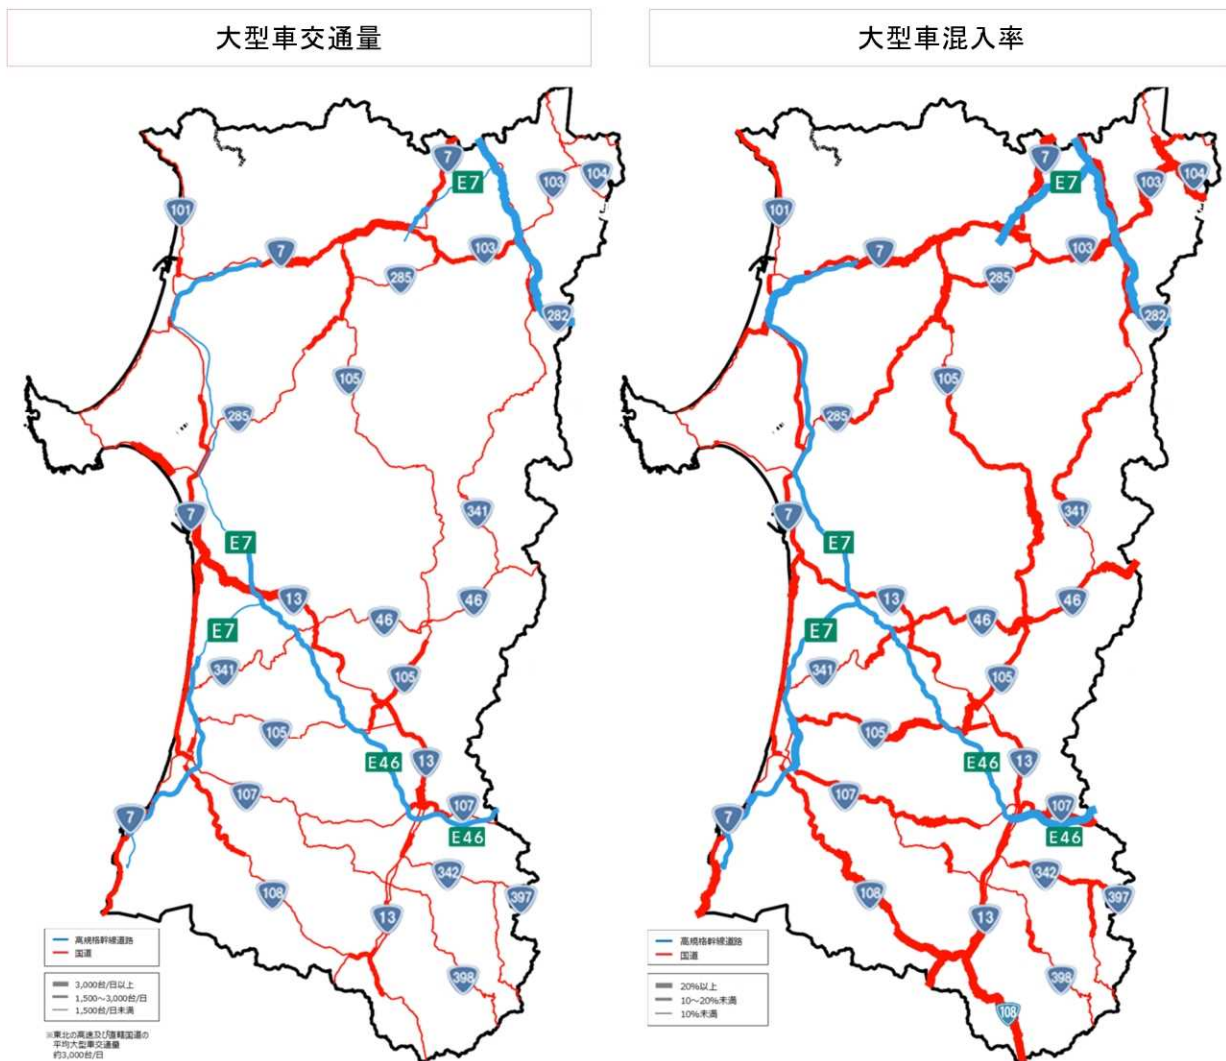 大型車交通量
7
E7
103
104
101
7
103
285
282
105
285
341
7
E7
13
46
46
E7
341
105
105
E46
13
107
107
7
E46
342
108
397
13
398
高規格幹線道路
国道
3,000台/日以上
1,500～3,000台/日
1,500台/日未満
※東北の高速及び直轄国道の
平均大型車交通量
約3,000台/日
大型車混入率
7
E7
103
104
101
7
103
285
282
105
285
341
7
E7
13
46
46
E7
341
105
105
E46
13
107
107
7
E46
342
108
397
13
398
108
高規格幹線道路
国道
20%以上
10～20%未満
10%未満